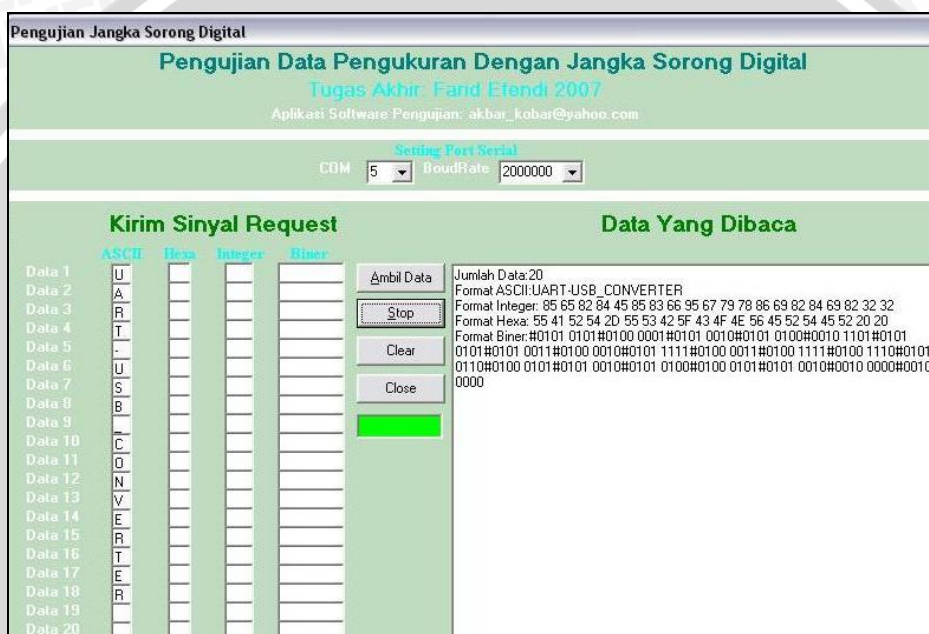 Pengujian Jangka Sorong Digital
Pengujian Data Pengukuran Dengan Jangka Sorong Digital
Tugas Akhir: Farid Efendi 2007
Aplikasi Software Pengujian: akbar_kobar@yahoo.com
Setting Port Serial
COM 5 BoudRate 2000000
Kirim Sinyal Request
ASCII Hexa Integer Biner
Data 1 U
Data 2 A
Data 3 R
Data 4 T
Data 5 -
Data 6 U
Data 7 S
Data 8 B
Data 9 _
Data 10 C
Data 11 O
Data 12 N
Data 13 V
Data 14 E
Data 15 R
Data 16 T
Data 17 E
Data 18 R
Data 19
Data 20
Ambil Data
Stop
Clear
Close
Data Yang Dibaca
Jumlah Data:20
Format ASCII:UART-USB_CONVERTER
Format Integer: 85 65 82 84 45 85 83 66 95 67 79 78 86 69 82 84 69 82 32 32
Format Hexa: 55 41 52 54 2D 55 53 42 5F 43 4F 4E 56 45 52 54 45 52 20 20
Format Biner:#0101 0101#0100 0001#0101 0010#0101 0100#0010 1101#0101
0101#0101 0011#0100 0010#0101 1111#0100 0011#0100 1111#0100 1110#0101
0110#0100 0101#0101 0010#0101 0100#0100 0101#0101 0010#0010 0000#0010
0000